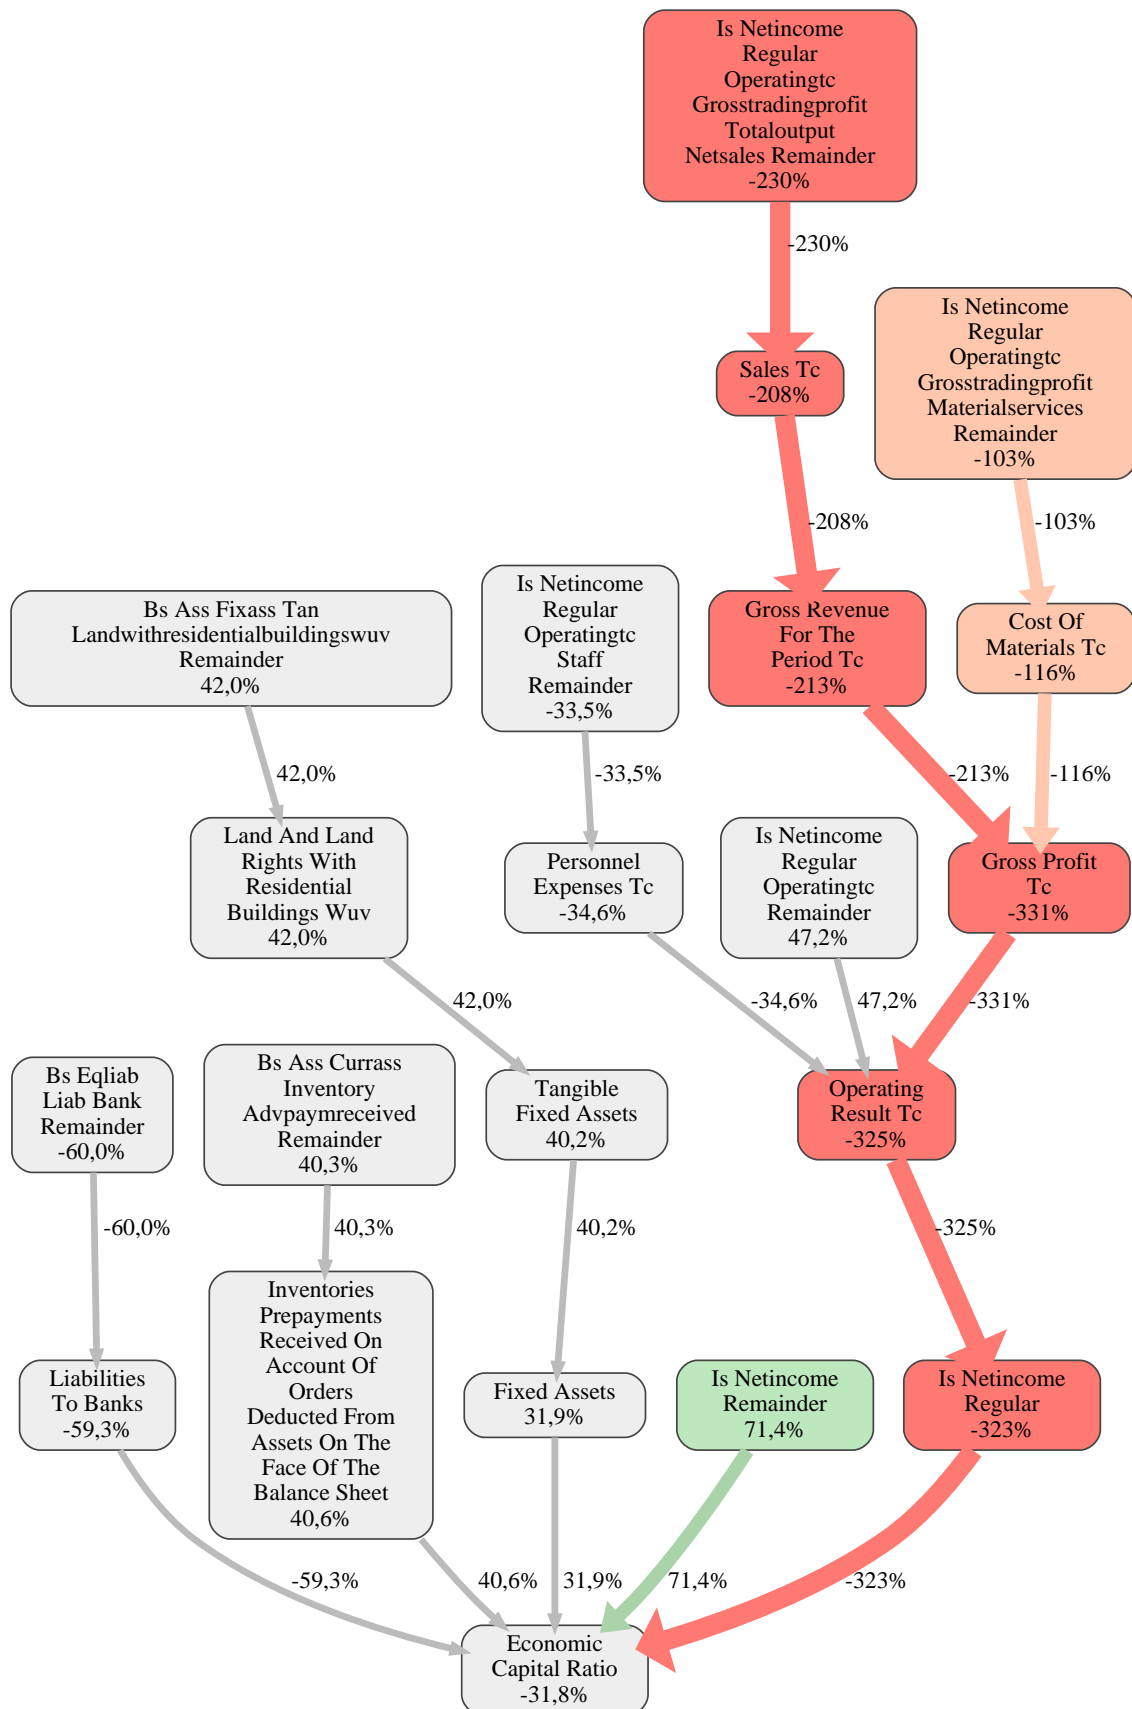 Is Netincome
Regular
Operatingtc
Grosstradingprofit
Totaloutput
Netsales Remainder
-230%
-230%
Is Netincome
Regular
Operatingtc
Grosstradingprofit
Materialservices
Remainder
-103%
Sales Tc
-208%
-208%
-103%
Bs Ass Fixass Tan
Landwithresidentialbuildingswuv
Remainder
42,0%
Is Netincome
Regular
Operatingtc
Staff
Remainder
-33,5%
Gross Revenue
For The
Period Tc
-213%
Cost Of
Materials Tc
-116%
42,0%
-33,5%
-213%
-116%
Land And Land
Rights With
Residential
Buildings Wuv
42,0%
Personnel
Expenses Tc
-34,6%
Is Netincome
Regular
Operatingtc
Remainder
47,2%
Gross Profit
Tc
-331%
42,0%
-34,6%
47,2%
-331%
Bs Eqliab
Liab Bank
Remainder
-60,0%
Bs Ass Currass
Inventory
Advpaymreceived
Remainder
40,3%
Tangible
Fixed Assets
40,2%
Operating
Result Tc
-325%
-60,0%
40,3%
40,2%
-325%
Liabilities
To Banks
-59,3%
Inventories
Prepayments
Received On
Account Of
Orders
Deducted From
Assets On The
Face Of The
Balance Sheet
40,6%
Fixed Assets
31,9%
Is Netincome
Remainder
71,4%
Is Netincome
Regular
-323%
-59,3%
40,6%
31,9%
71,4%
-323%
Economic
Capital Ratio
-31,8%